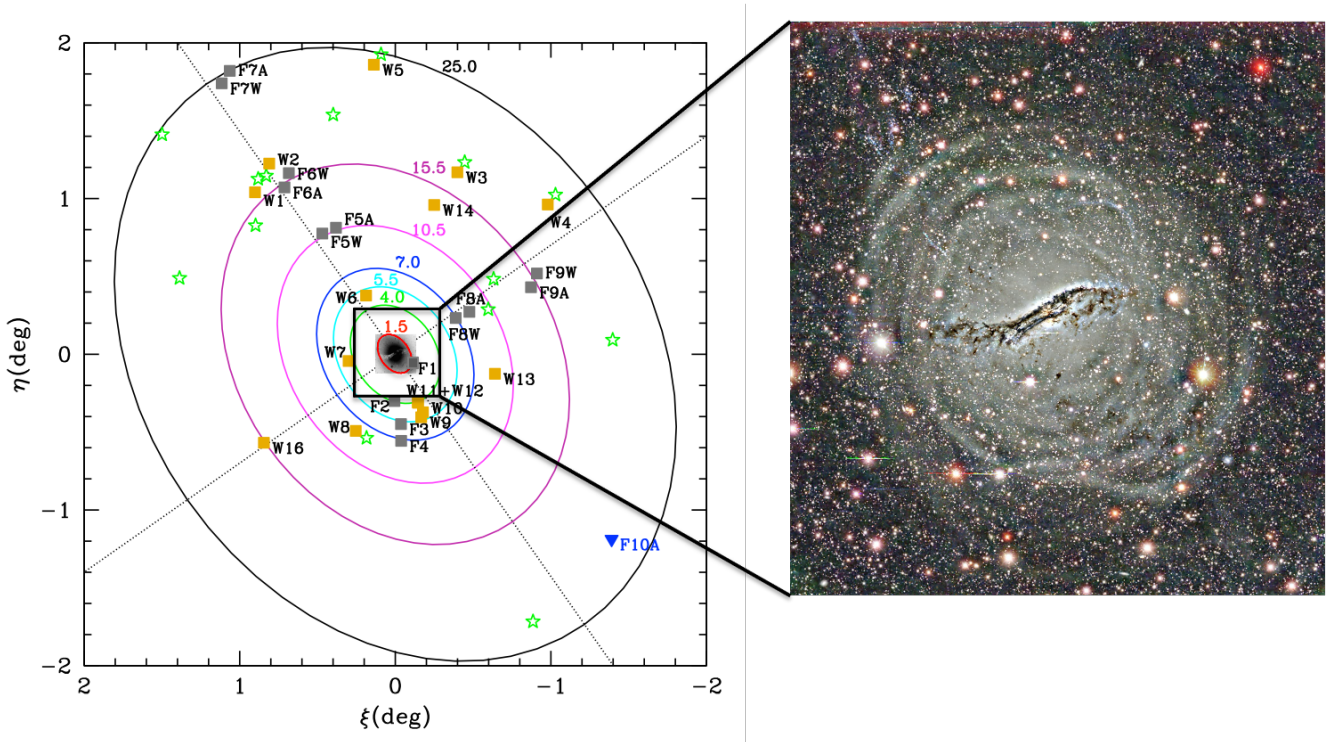 2
25.0
F7A
F7W
W5
W2
F6W
W3
15.5
1
W1
F6A
W14
W4
F5A
F5W
10.5
7.0
F9W
5.5
F9A
W6
4.0
F8A
F8W
1.5
η(deg)
0
W7
F1
W13
W11+W12
F2
W10
W9
F3
W8
F4
W16
-1
F10A
-2
2
1
0
-1
-2
ξ(deg)